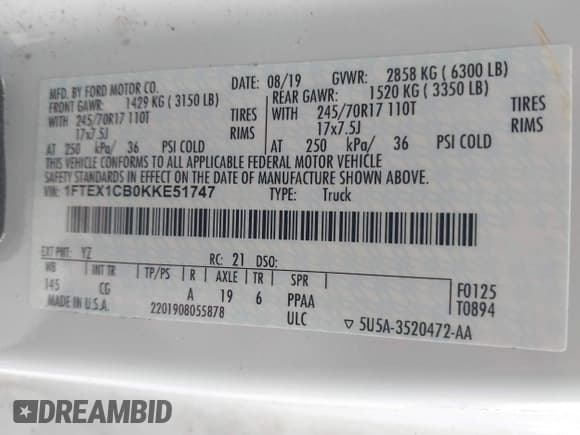 MFD. BY FORD MOTOR CO.
DATE: 08/19 GVWR: 2858 KG ( 6300 LB)
FRONT GAWR: 1429 KG ( 3150 LB) REAR GAWR: 1520 KG ( 3350 LB)
WITH 245/70R17 110T TIRES WITH 245/70R17 110T TIRES
17x7.5J RIMS 17x7.5J RIMS
AT 250 kPa/ 36 PSI COLD AT 250 kPa/ 36 PSI COLD
THIS VEHICLE CONFORMS TO ALL APPLICABLE FEDERAL MOTOR VEHICLE
SAFETY STANDARDS IN EFFECT ON THE DATE OF MANUFACTURE SHOWN ABOVE.
VIN: 1FTEX1CB0KKE51747 TYPE: Truck
EXT PNT: YZ RC: 21 DSO:
WB INT TR TP/PS R AXLE TR SPR
145 CG A 19 6 PPAA F0125
MADE IN U.S.A. 2201908055878 ULC T0894
▽ 5U5A-3520472-AA
DREAMBID